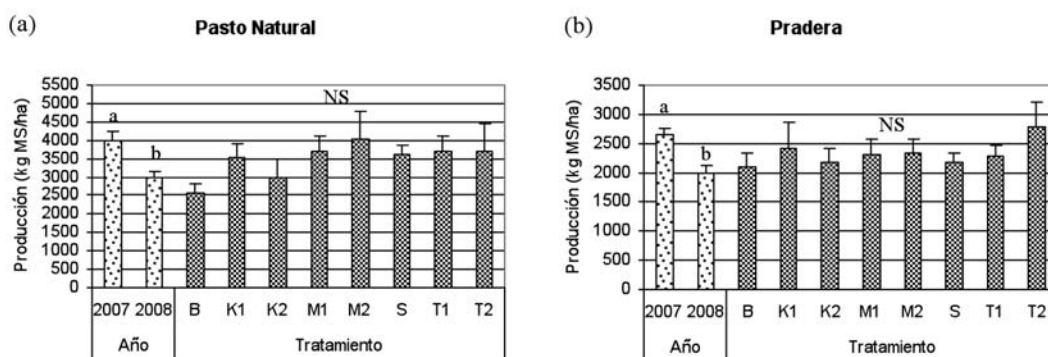 (a)
Pasto Natural
Producción (kg MS/ha)
5500
5000
4500
4000
3500
3000
2500
2000
1500
1000
500
0
a
b
NS
2007 2008 B K1 K2 M1 M2 S T1 T2
Año Tratamiento
(b)
Pradera
Producción (kg MS/ha)
3500
3000
2500
2000
1500
1000
500
0
a
b
NS
2007 2008 B K1 K2 M1 M2 S T1 T2
Año Tratamiento